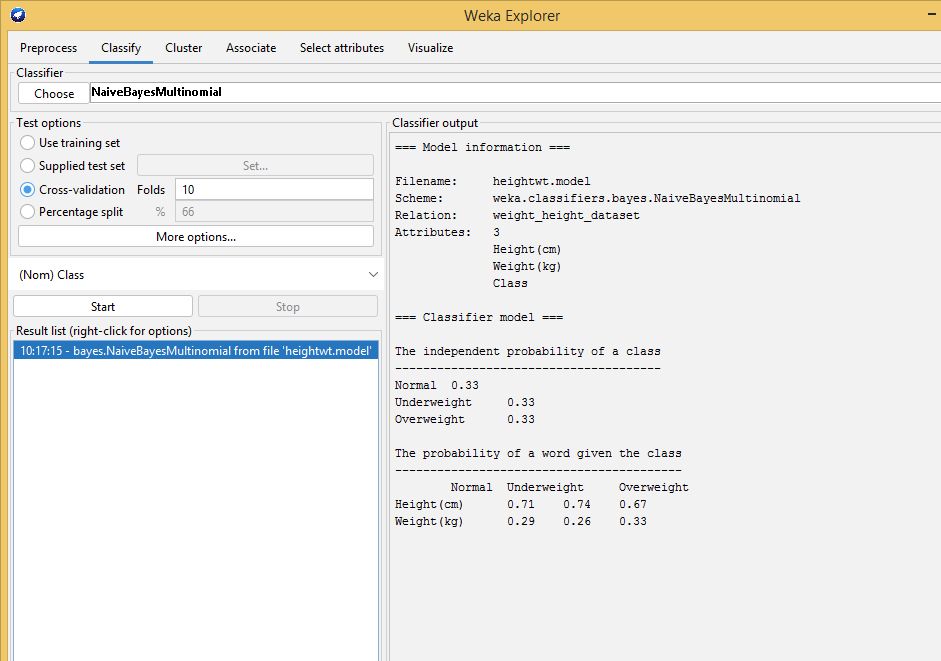 Weka Explorer
Preprocess Classify Cluster Associate Select attributes Visualize
Classifier
Choose NaiveBayesMultinomial
Test options
Use training set
Supplied test set Set...
Cross-validation Folds 10
Percentage split % 66
More options...
(Nom) Class
Start Stop
Result list (right-click for options)
10:17:15 - bayes.NaiveBayesMultinomial from file 'heightwt.model'
Classifier output
=== Model information ===
Filename: heightwt.model
Scheme: weka.classifiers.bayes.NaiveBayesMultinomial
Relation: weight_height_dataset
Attributes: 3
Height(cm)
Weight(kg)
Class
=== Classifier model ===
The independent probability of a class
--------------------------------------
Normal 0.33
Underweight 0.33
Overweight 0.33
The probability of a word given the class
-----------------------------------------
Normal Underweight Overweight
Height(cm) 0.71 0.74 0.67
Weight(kg) 0.29 0.26 0.33